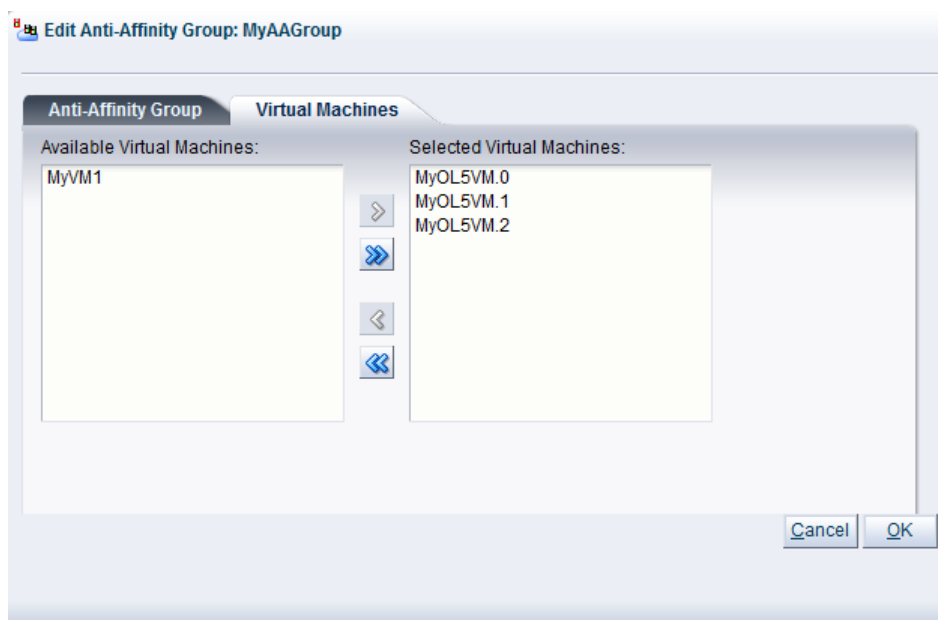 Edit Anti-Affinity Group: MyAAGroup
Anti-Affinity Group
Virtual Machines
Available Virtual Machines:
Selected Virtual Machines:
MyVM1
MyOL5VM.0
MyOL5VM.1
MyOL5VM.2
Cancel
OK